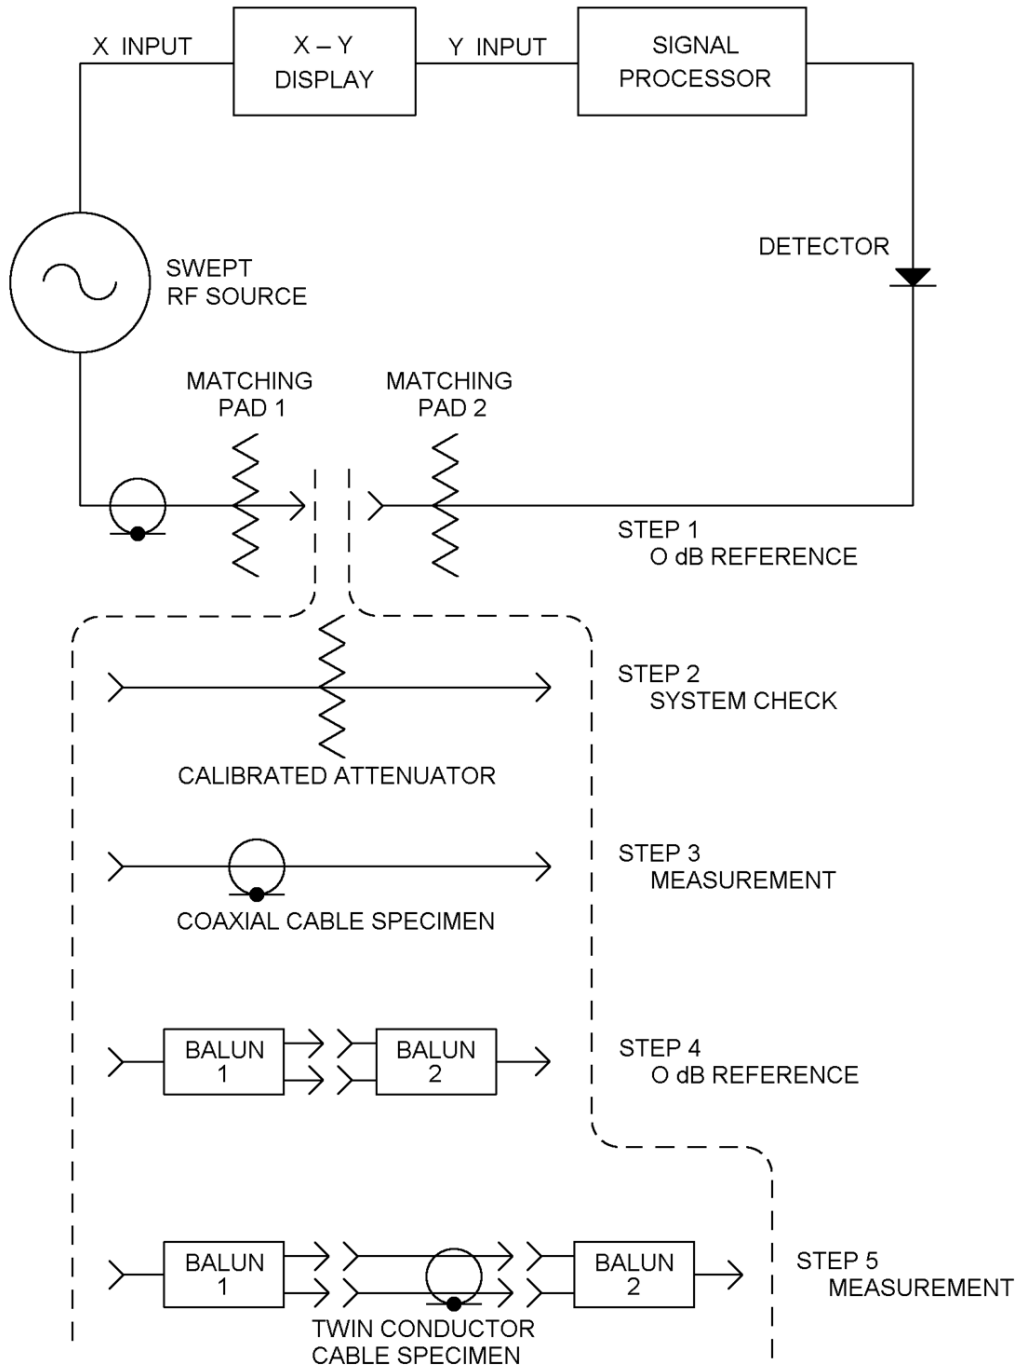 X INPUT
X – Y
DISPLAY
Y INPUT
SIGNAL
PROCESSOR
DETECTOR
SWEPT
RF SOURCE
MATCHING
PAD 1
MATCHING
PAD 2
STEP 1
O dB REFERENCE
STEP 2
SYSTEM CHECK
CALIBRATED ATTENUATOR
STEP 3
MEASUREMENT
COAXIAL CABLE SPECIMEN
BALUN
1
BALUN
2
STEP 4
O dB REFERENCE
BALUN
1
BALUN
2
STEP 5
MEASUREMENT
TWIN CONDUCTOR
CABLE SPECIMEN